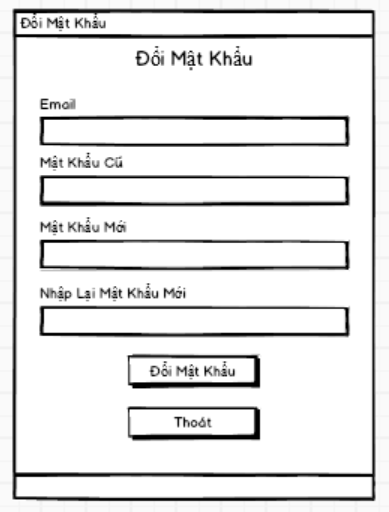 Đổi Mật Khẩu
Đổi Mật Khẩu
Email
Mật Khẩu Cũ
Mật Khẩu Mới
Nhập Lại Mật Khẩu Mới
Đổi Mật Khẩu
Thoát